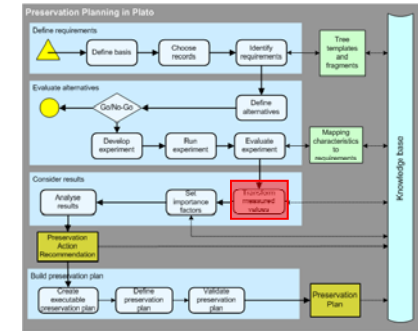 Preservation Planning in Plato
Define requirements
Define basis
Choose
records
Identify
requirements
Tree
templates
and
fragments
Evaluate alternatives
Go/No-Go
Define
alternatives
Develop
experiment
Run
experiment
Evaluate
experiment
Mapping
characteristics
to
requirements
Knowledge base
Consider results
Analyse
results
Set
importance
factors
Transform
measured
values
Preservation
Action
Recommendation
Build preservation plan
Create
executable
preservation plan
Define
preservation
plan
Validate
preservation
plan
Preservation
Plan